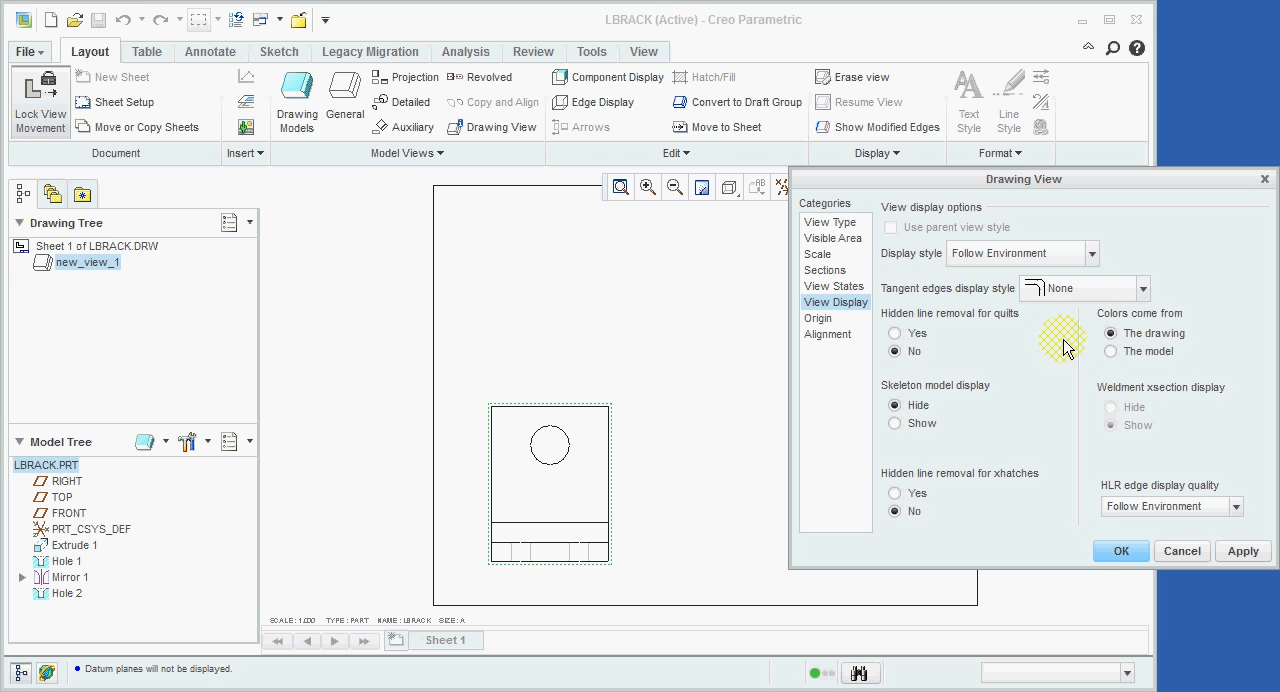 LBRACK (Active) - Creo Parametric
File Layout Table Annotate Sketch Legacy Migration Analysis Review Tools View
Lock View Movement
New Sheet
Sheet Setup
Move or Copy Sheets
Document
Insert
Drawing Models
General
Projection
Detailed
Auxiliary
Revolved
Copy and Align
Drawing View
Model Views
Component Display
Edge Display
Arrows
Hatch/Fill
Convert to Draft Group
Move to Sheet
Edit
Erase view
Resume View
Show Modified Edges
Display
Text Style
Line Style
Format
AB
Drawing Tree
Sheet 1 of LBRACK.DRW
new_view_1
Model Tree
LBRACK.PRT
RIGHT
TOP
FRONT
PRT_CSYS_DEF
Extrude 1
Hole 1
Mirror 1
Hole 2
SCALE:1.000 TYPE:PART NAME:LBRACK SIZE:A
Sheet 1
Datum planes will not be displayed.
Drawing View
Categories
View Type
Visible Area
Scale
Sections
View States
View Display
Origin
Alignment
View display options
Use parent view style
Display style Follow Environment
Tangent edges display style None
Hidden line removal for quilts
Yes
No
Colors come from
The drawing
The model
Skeleton model display
Hide
Show
Weldment xsection display
Hide
Show
Hidden line removal for xhatches
Yes
No
HLR edge display quality
Follow Environment
OK Cancel Apply